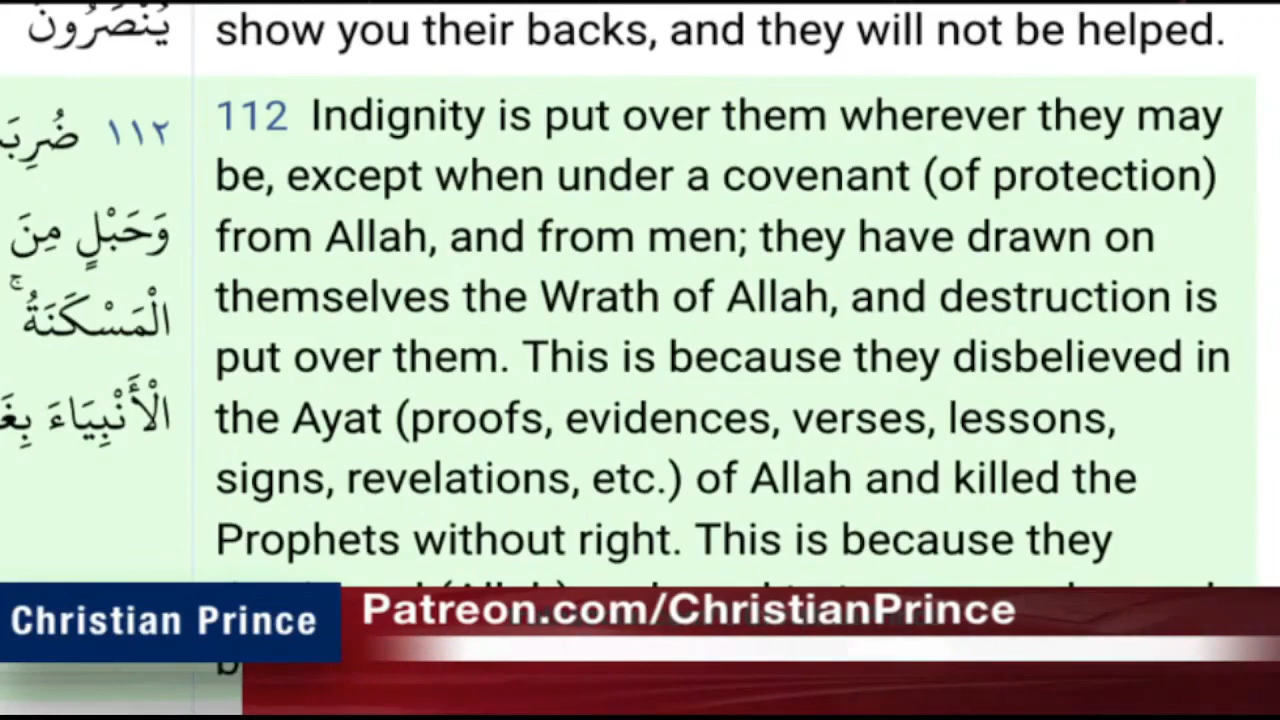 يُنْصَرُونَ
show you their backs, and they will not be helped.
112 Indignity is put over them wherever they may
be, except when under a covenant (of protection)
from Allah, and from men; they have drawn on
themselves the Wrath of Allah, and destruction is
put over them. This is because they disbelieved in
the Ayat (proofs, evidences, verses, lessons,
signs, revelations, etc.) of Allah and killed the
Prophets without right. This is because they
١١٢
وَحَبْلٍ مِنَ
الْمَسْكَنَةُ ۚ
الْأَنْبِيَاءَ
Christian Prince
Patreon.com/ChristianPrince